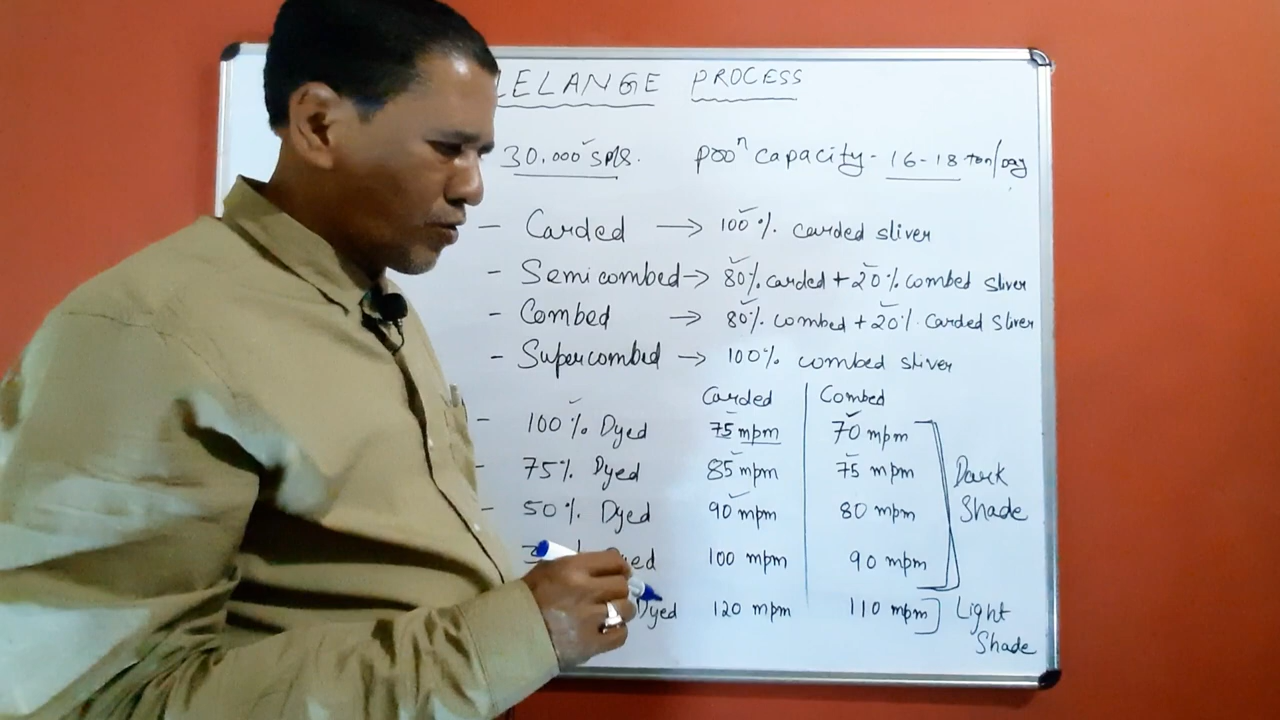 LELANGE PROCESS
30.000 spls. pooⁿ capacity - 16-18 ton/day
- Carded → 100% carded sliver
- Semicombed → 80% carded + 20% combed sliver
- Combed → 80% combed + 20% carded sliver
- Supercombed → 100% combed sliver
Carded Combed
- 100% Dyed 75 mpm 70 mpm
- 75% Dyed 85 mpm 75 mpm Dark
- 50% Dyed 90 mpm 80 mpm Shade
100 mpm 90 mpm
Dyed 120 mpm 110 mpm Light
Shade